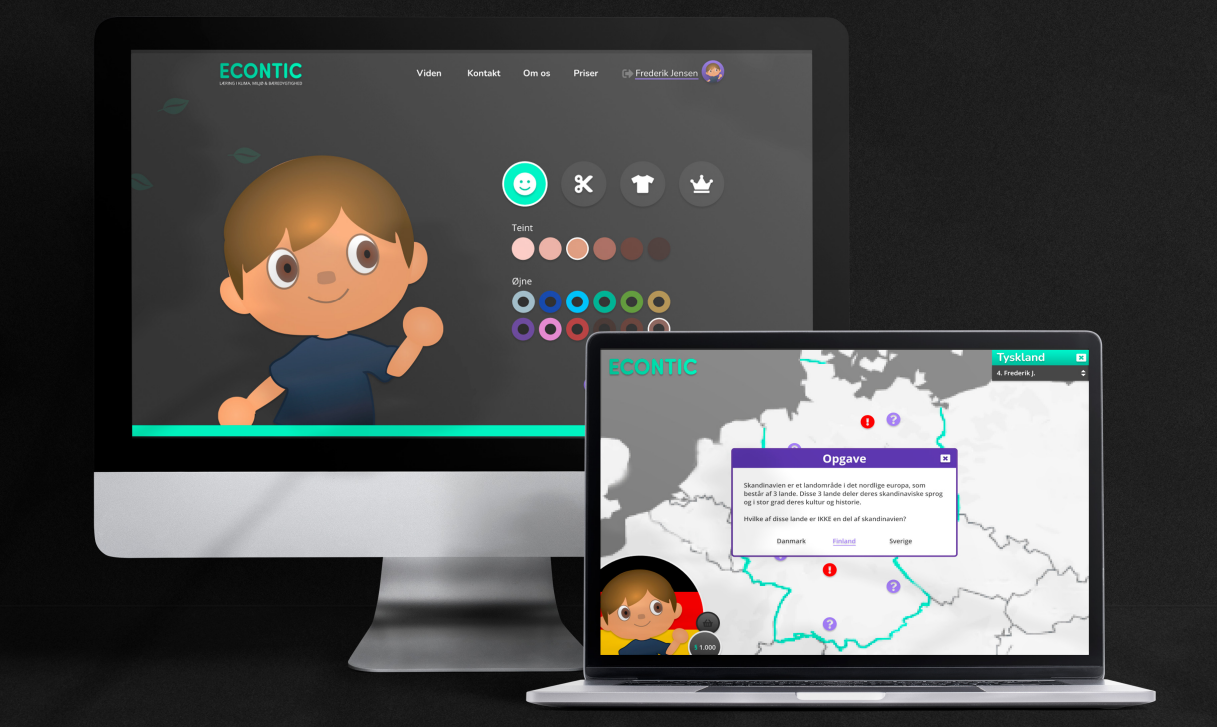 ECONTIC
LÆRING I KLIMA, MILJØ & BÆREDYGTIGHED
Viden
Kontakt
Om os
Priser
Frederik Jensen
Teint
Øjne
ECONTIC
Tyskland
4. Frederik J.
Opgave
Skandinavien er et landområde i det nordlige europa, som
består af 3 lande. Disse 3 lande deler deres skandinaviske sprog
og i stor grad deres kultur og historie.
Hvilke af disse lande er IKKE en del af skandinavien?
Danmark
Finland
Sverige
$ 1.000